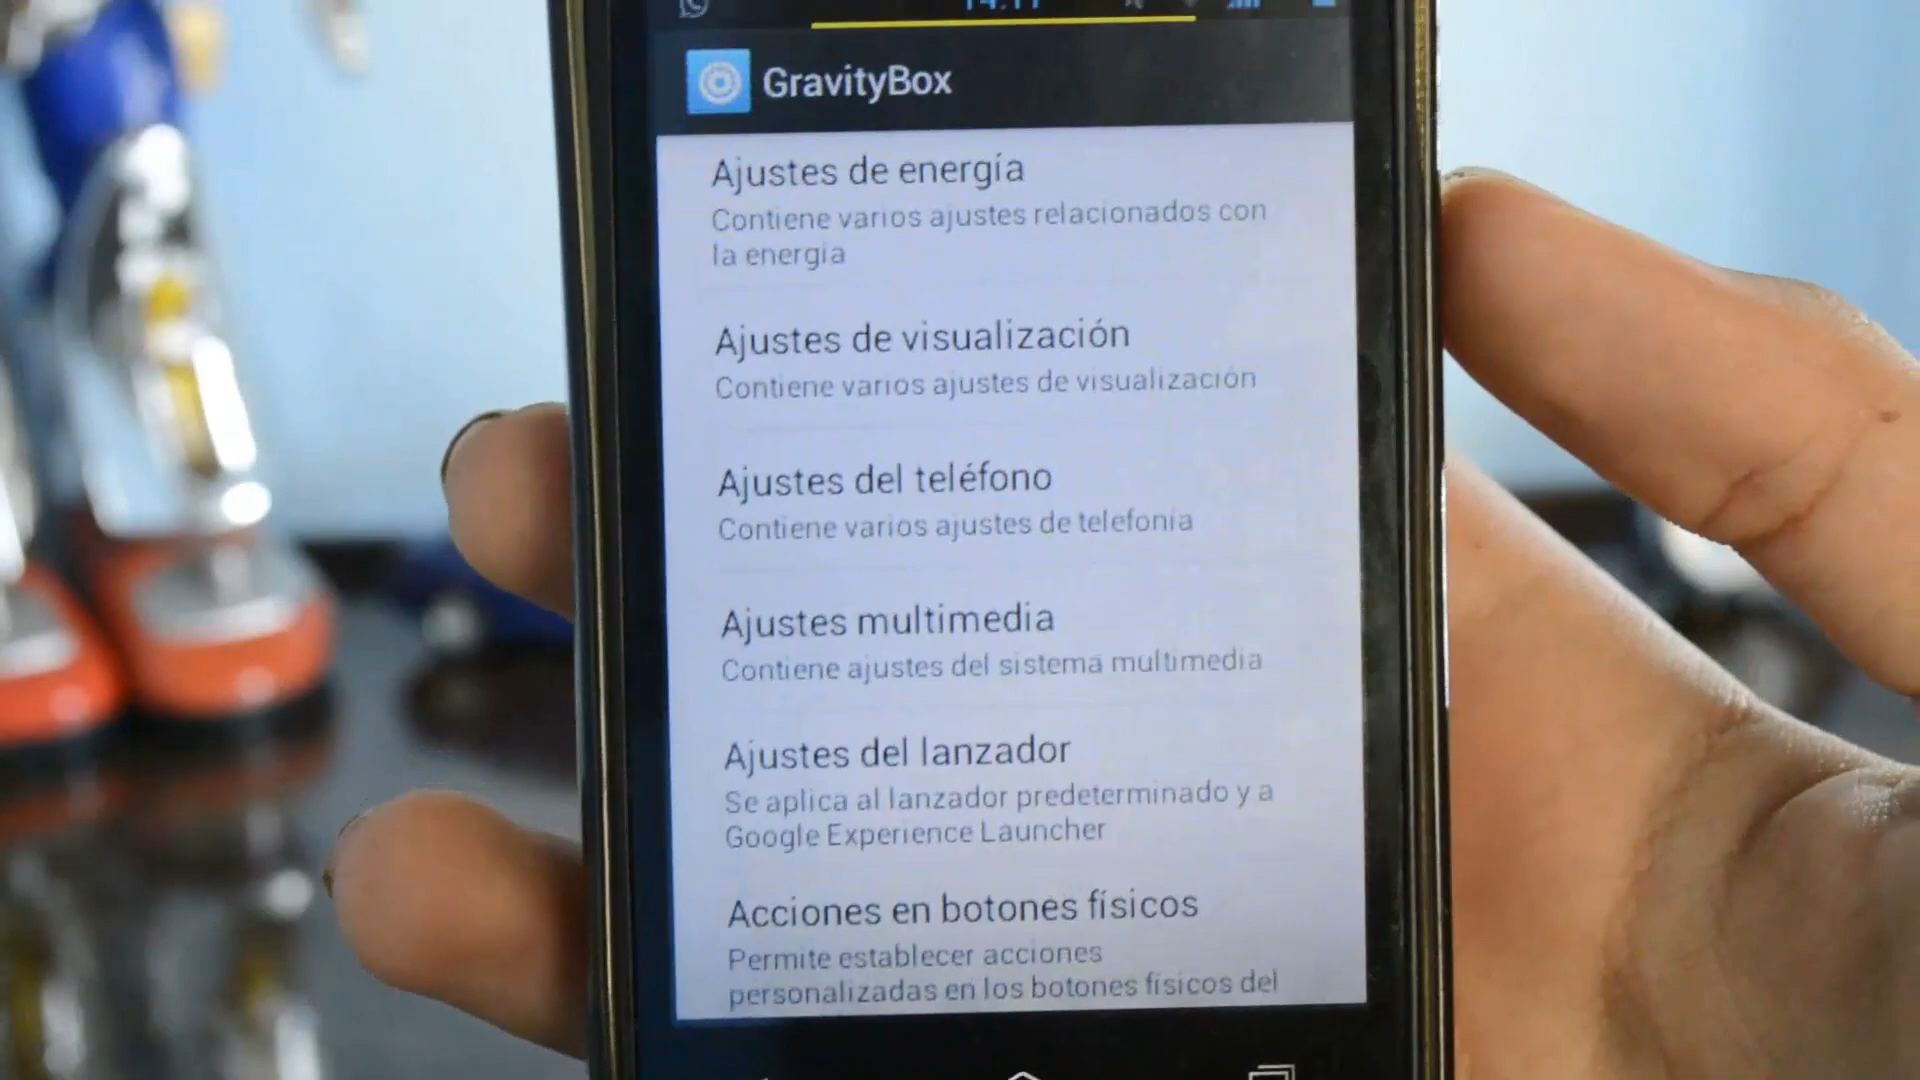 GravityBox
Ajustes de energía
Contiene varios ajustes relacionados con
la energía
Ajustes de visualización
Contiene varios ajustes de visualización
Ajustes del teléfono
Contiene varios ajustes de telefonía
Ajustes multimedia
Contiene ajustes del sistema multimedia
Ajustes del lanzador
Se aplica al lanzador predeterminado y a
Google Experience Launcher
Acciones en botones físicos
Permite establecer acciones
personalizadas en los botones físicos del